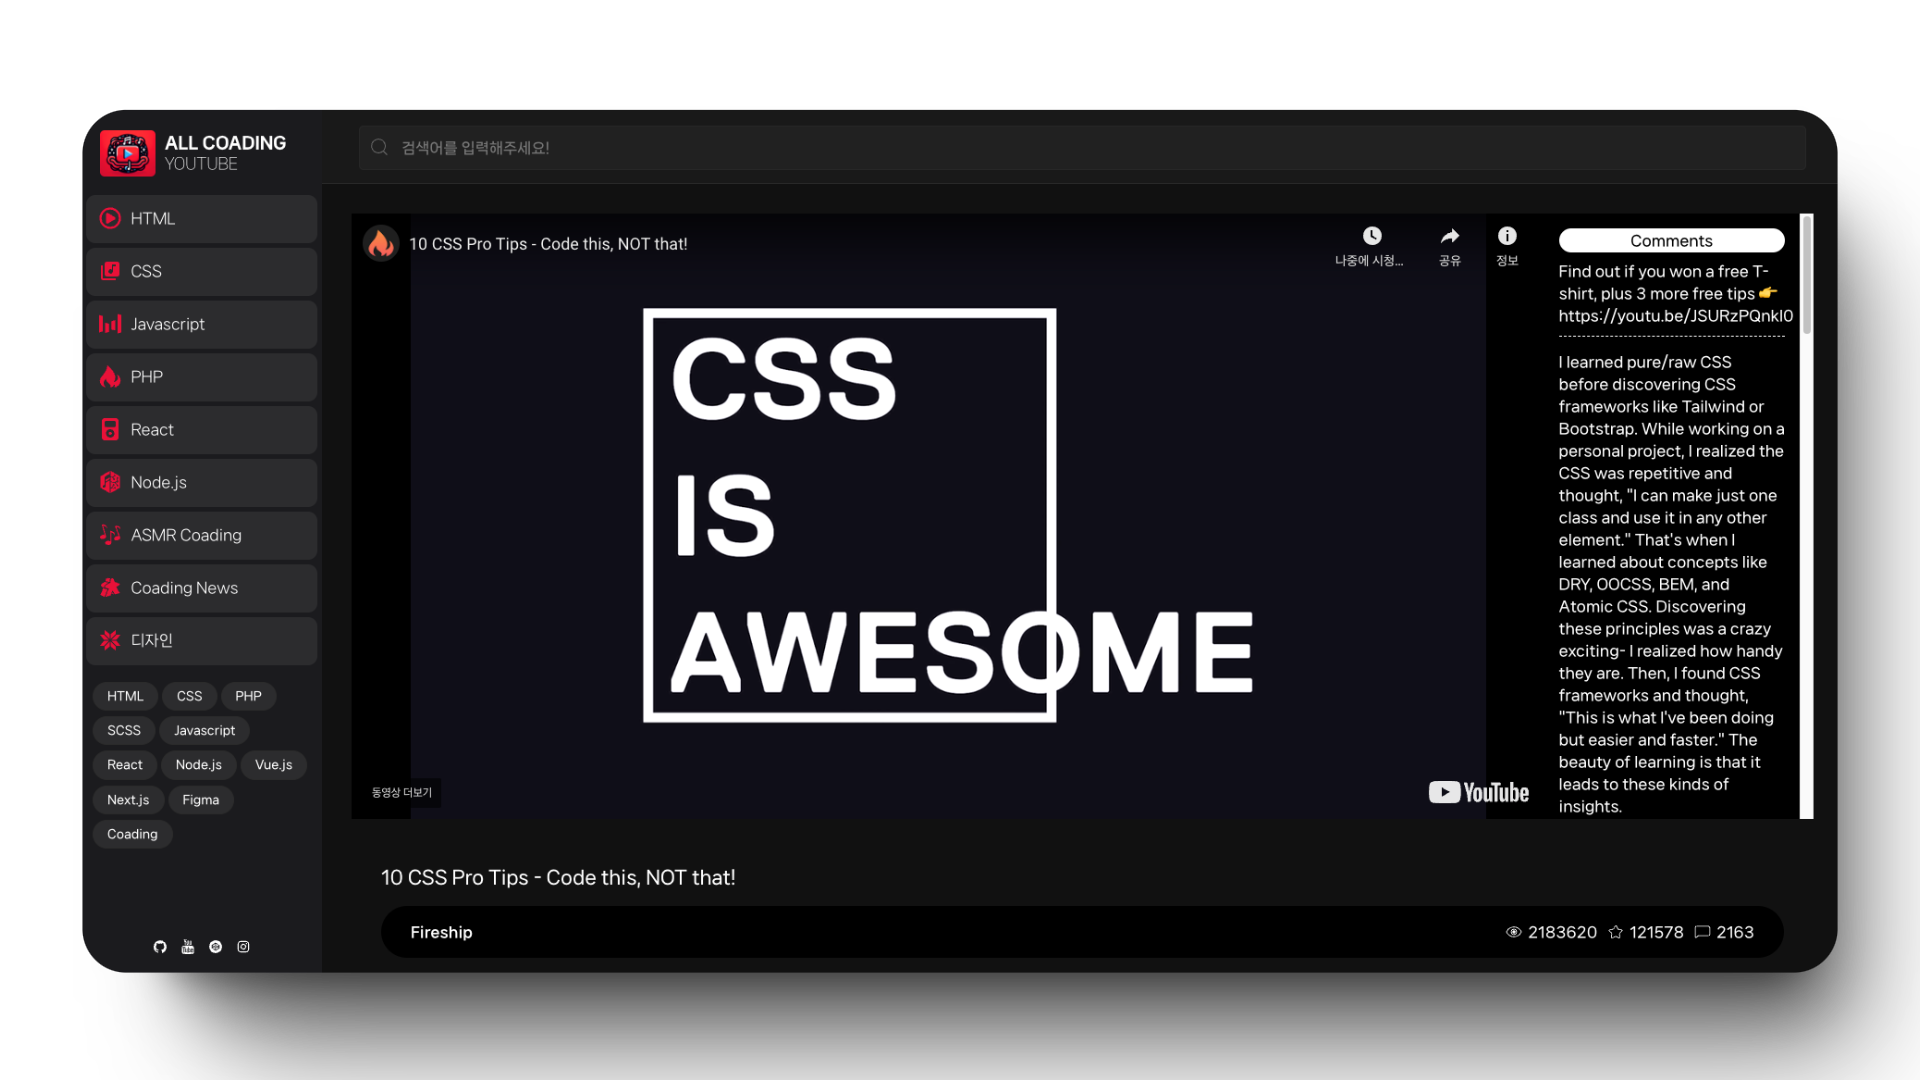 ALL COADING
YOUTUBE
검색어를 입력해주세요!
HTML
CSS
Javascript
PHP
React
Node.js
ASMR Coading
Coading News
디자인
HTML CSS PHP
SCSS Javascript
React Node.js Vue.js
Next.js Figma
Coading
10 CSS Pro Tips - Code this, NOT that!
나중에 시청...
공유
정보
CSS
IS
AWESOME
동영상 더보기
YouTube
Comments
Find out if you won a free T-
shirt, plus 3 more free tips 👉
https://youtu.be/JSURzPQnkI0
I learned pure/raw CSS
before discovering CSS
frameworks like Tailwind or
Bootstrap. While working on a
personal project, I realized the
CSS was repetitive and
thought, "I can make just one
class and use it in any other
element." That's when I
learned about concepts like
DRY, OOCSS, BEM, and
Atomic CSS. Discovering
these principles was a crazy
exciting- I realized how handy
they are. Then, I found CSS
frameworks and thought,
"This is what I've been doing
but easier and faster." The
beauty of learning is that it
leads to these kinds of
insights.
10 CSS Pro Tips - Code this, NOT that!
Fireship
2183620 121578 2163